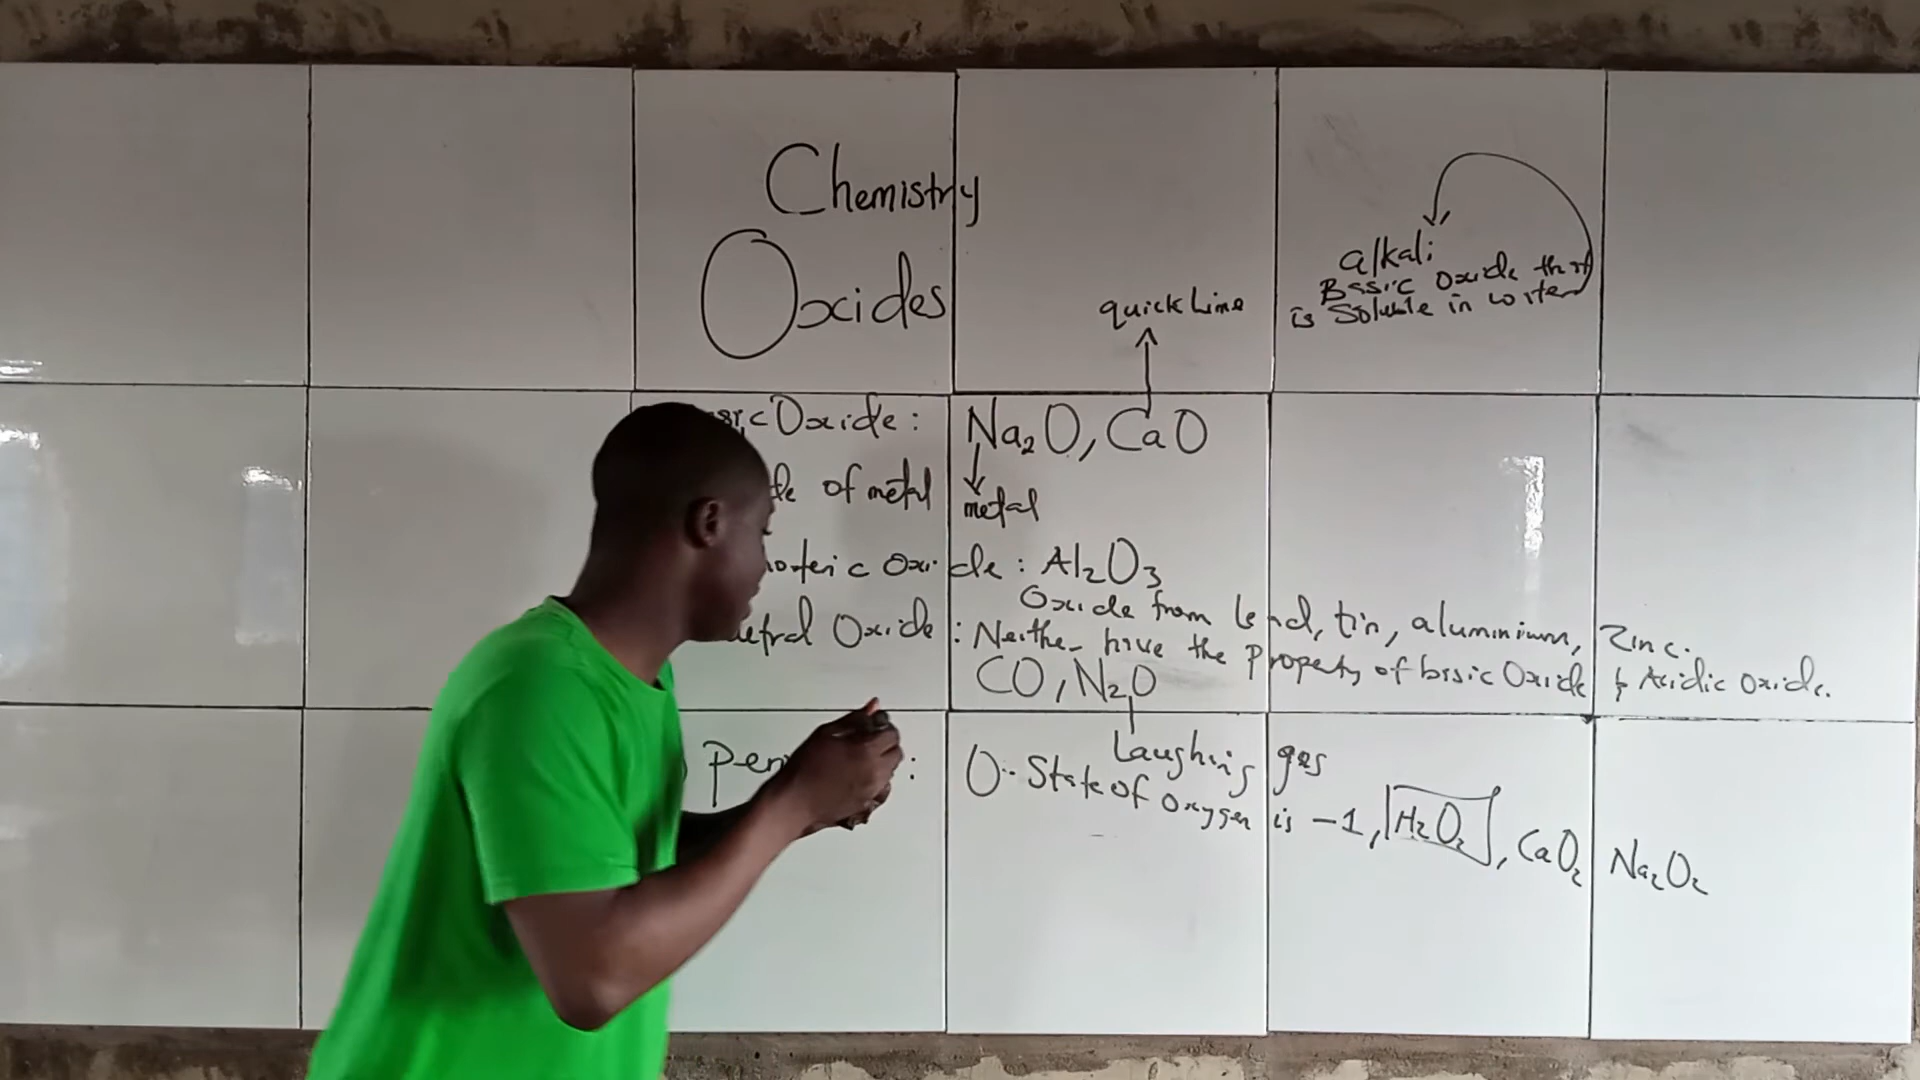 Chemistry
Oxides
quick Lime
alkali:
Basic Oxide that
is Soluble in water
Oxide : Na₂O, CaO
of metal
metal
Oxide : Al₂O₃
Oxide from lead, tin, aluminium, Zinc.
Oxide : Neither have the property of basic Oxide & Acidic Oxide.
CO, N₂O
Laughing gas
: O. State of oxygen is -1, H₂O₂, CaO₂ Na₂O₂